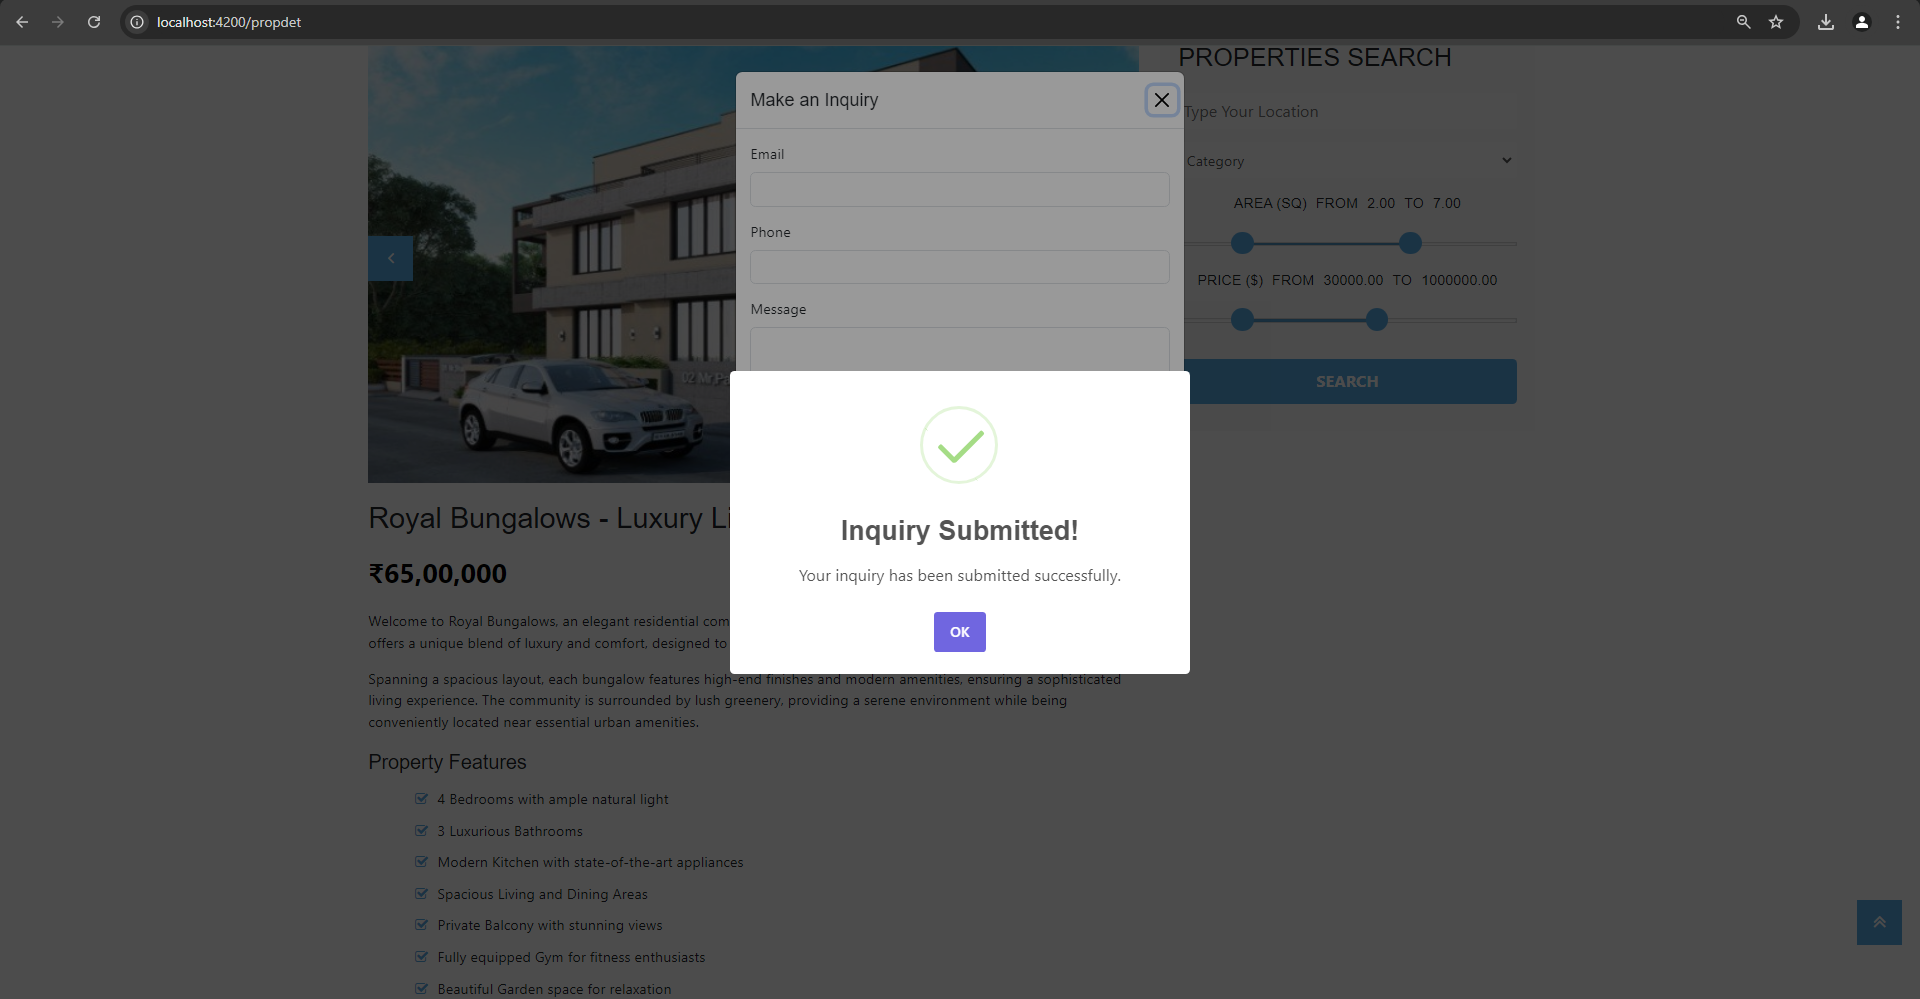 localhost:4200/propdet
PROPERTIES SEARCH
Make an Inquiry
Type Your Location
Email
Category
AREA (SQ) FROM 2.00 TO 7.00
Phone
PRICE ($) FROM 30000.00 TO 1000000.00
Message
SEARCH
Inquiry Submitted!
Your inquiry has been submitted successfully.
OK
Royal Bungalows - Luxury
₹65,00,000
Welcome to Royal Bungalows, an elegant residential
offers a unique blend of luxury and comfort, designed to
Spanning a spacious layout, each bungalow features high-end finishes and modern amenities, ensuring a sophisticated
living experience. The community is surrounded by lush greenery, providing a serene environment while being
conveniently located near essential urban amenities.
Property Features
4 Bedrooms with ample natural light
3 Luxurious Bathrooms
Modern Kitchen with state-of-the-art appliances
Spacious Living and Dining Areas
Private Balcony with stunning views
Fully equipped Gym for fitness enthusiasts
Beautiful Garden space for relaxation